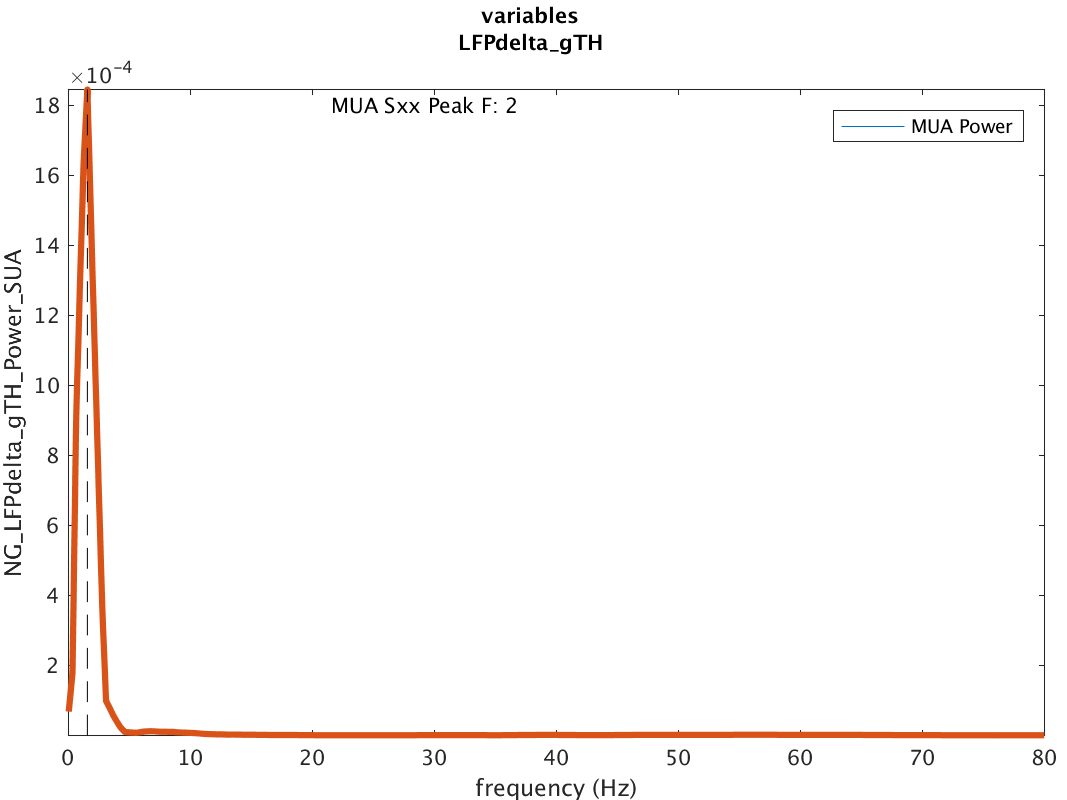 variables
LFPdelta_gTH
×10⁻⁴
MUA Sxx Peak F: 2
MUA Power
18
16
14
12
10
8
6
4
2
NG_LFPdelta_gTH_Power_SUA
0 10 20 30 40 50 60 70 80
frequency (Hz)